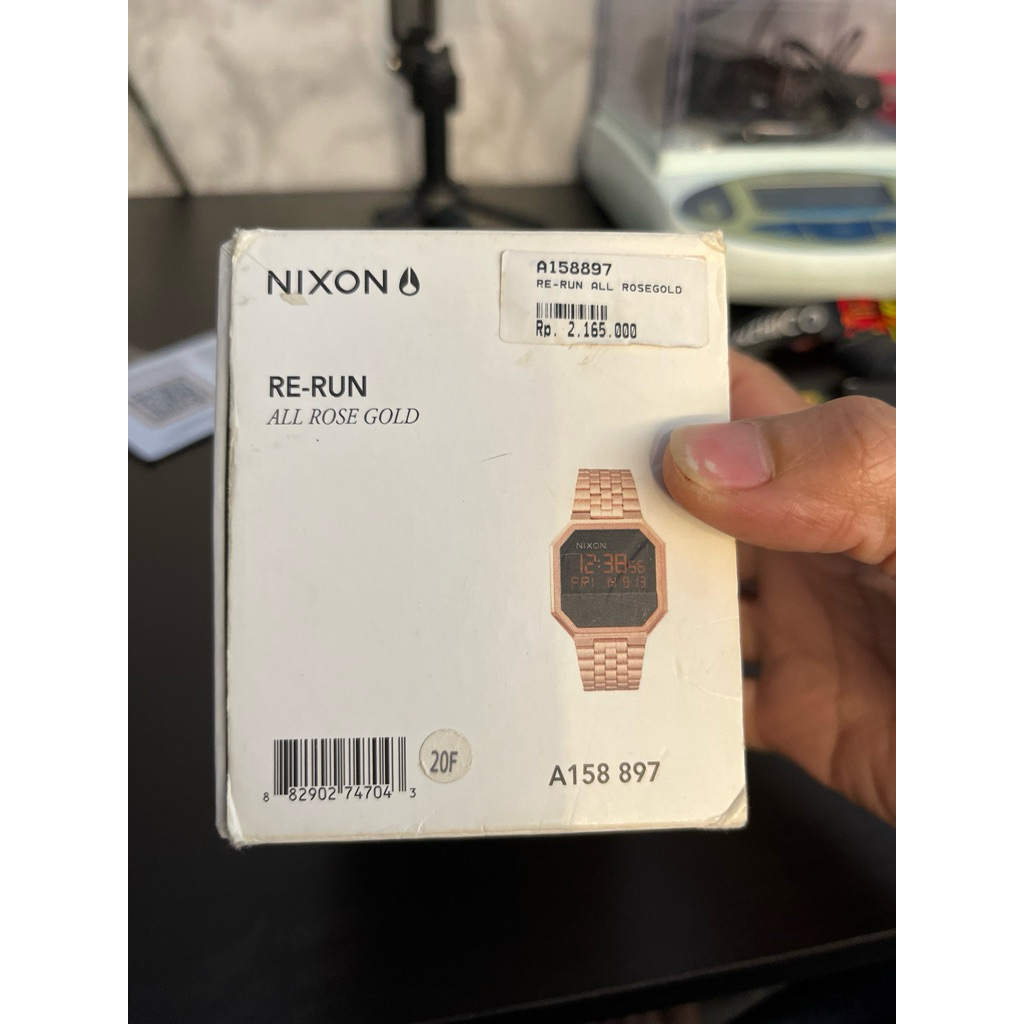 NIXON
A158897
RE-RUN ALL ROSEGOLD
Rp. 2.165.000
RE-RUN
ALL ROSE GOLD
NIXON
12:38 56
FRI 14 8-13
8 82902 74704 3
20F
A158 897